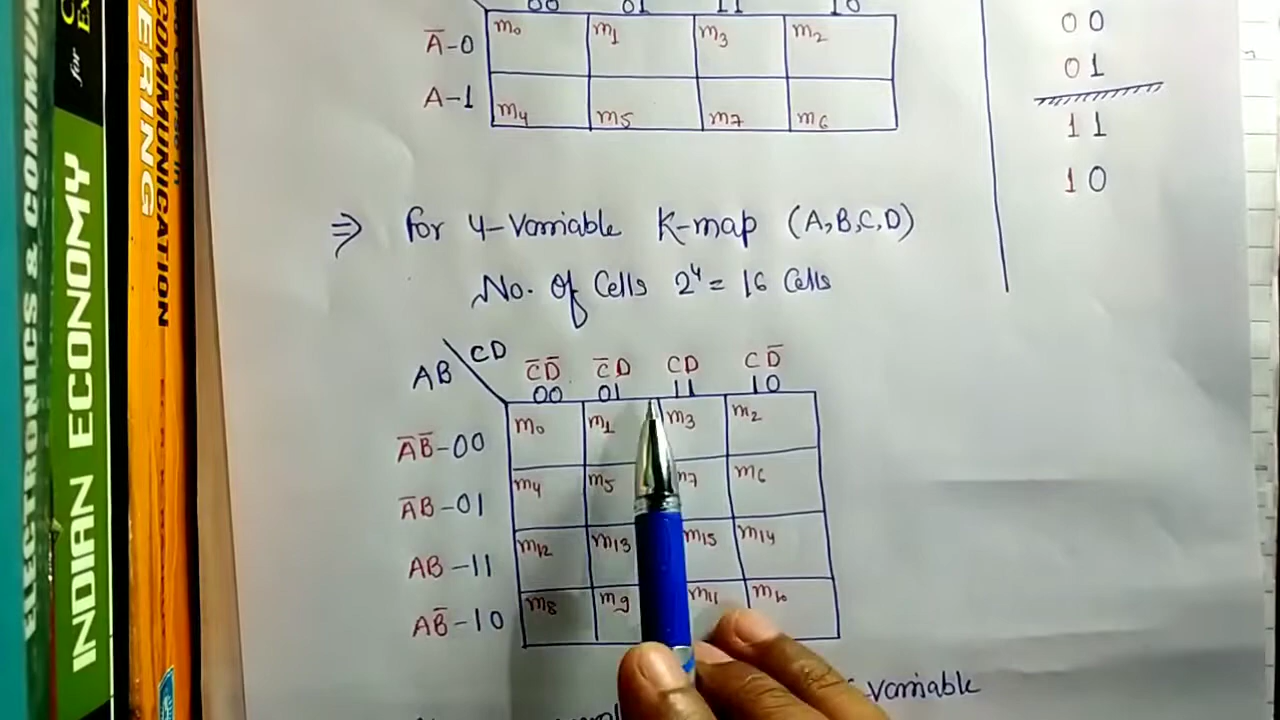 ELECTRONICS & COMMU
INDIAN ECONOMY
for
COMMUNICATION
ERING
00 01 11 10
A̅-0 m₀ m₁ m₃ m₂
A-1 m₄ m₅ m₇ m₆
00
01
11
10
⇒ for 4-Variable K-map (A,B,C,D)
No. of Cells 2⁴ = 16 Cells
AB CD C̅D̅ C̅D CD CD̅
00 01 11 10
A̅B̅-00 m₀ m₁ m₃ m₂
A̅B-01 m₄ m₅ m₇ m₆
AB-11 m₁₂ m₁₃ m₁₅ m₁₄
AB̅-10 m₈ m₉ m₁₁ m₁₀
variable